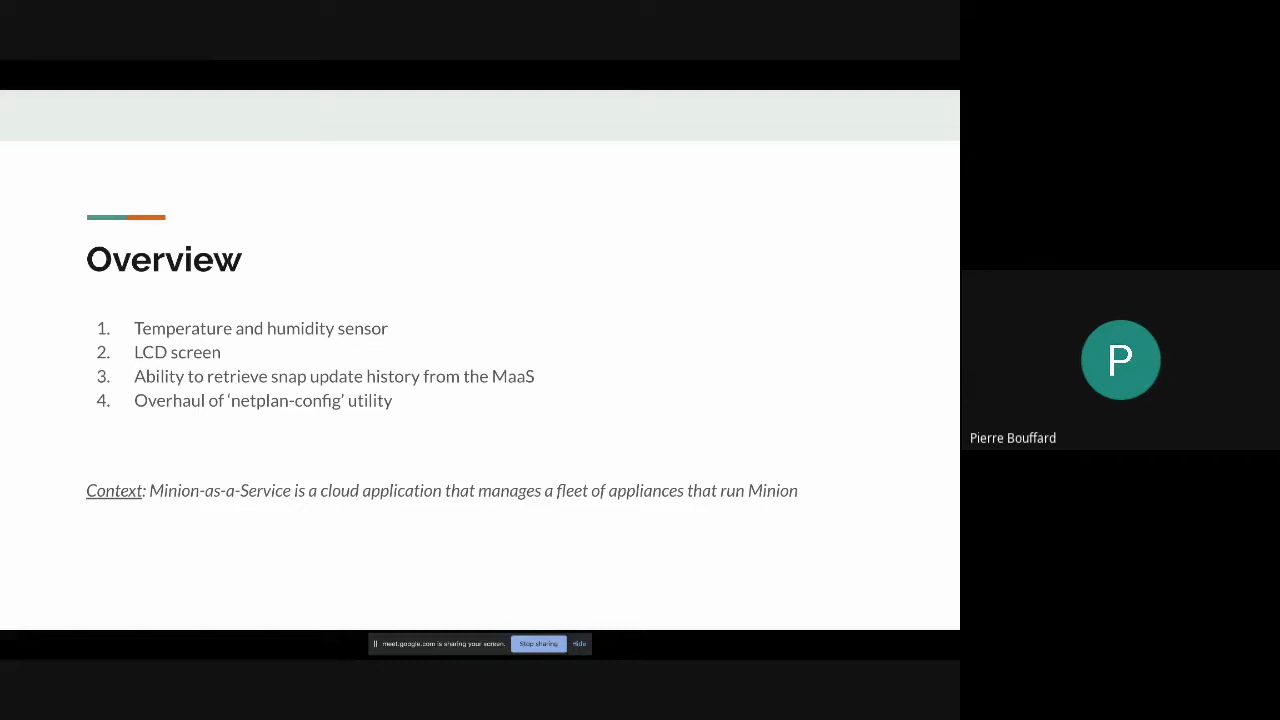 Overview
1. Temperature and humidity sensor
2. LCD screen
3. Ability to retrieve snap update history from the MaaS
4. Overhaul of ‘netplan-config’ utility
Context: Minion-as-a-Service is a cloud application that manages a fleet of appliances that run Minion
P
Pierre Bouffard
meet.google.com is sharing your screen. Stop sharing Hide